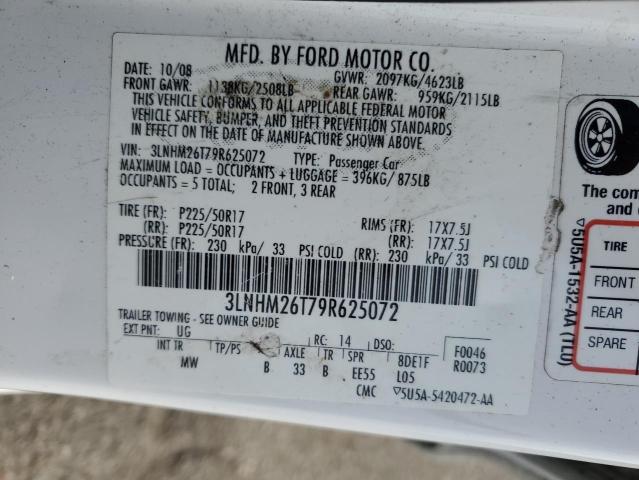 MFD. BY FORD MOTOR CO.
DATE: 10/08 GVWR: 2097KG/4623LB
FRONT GAWR: 1138KG/2508LB REAR GAWR: 959KG/2115LB
THIS VEHICLE CONFORMS TO ALL APPLICABLE FEDERAL MOTOR
VEHICLE SAFETY, BUMPER, AND THEFT PREVENTION STANDARDS
IN EFFECT ON THE DATE OF MANUFACTURE SHOWN ABOVE.
VIN: 3LNHM26T79R625072 TYPE: Passenger Car
MAXIMUM LOAD = OCCUPANTS + LUGGAGE = 396KG/ 875LB
OCCUPANTS = 5 TOTAL; 2 FRONT, 3 REAR
TIRE (FR): P225/50R17 RIMS (FR): 17X7.5J
(RR): P225/50R17 (RR): 17X7.5J
PRESSURE (FR): 230 kPa/ 33 PSI COLD (RR): 230 kPa/ 33 PSI COLD
3LNHM26T79R625072
TRAILER TOWING - SEE OWNER GUIDE
EXT PNT: UG RC: 14 DSO: F0046
INT TR TP/PS AXLE TR SPR 8DE1F R0073
MW B 33 B EE55 L05
CMC ▽5U5A-5420472-AA
The com
TIRE
FRONT
REAR
SPARE
▽5U5A-1532-AA (TL0)